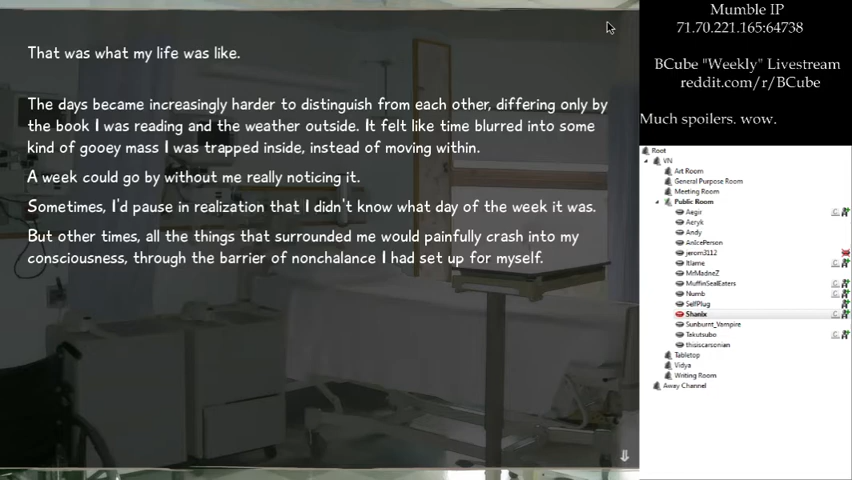 That was what my life was like.
The days became increasingly harder to distinguish from each other, differing only by
the book I was reading and the weather outside. It felt like time blurred into some
kind of gooey mass I was trapped inside, instead of moving within.
A week could go by without me really noticing it.
Sometimes, I'd pause in realization that I didn't know what day of the week it was.
But other times, all the things that surrounded me would painfully crash into my
consciousness, through the barrier of nonchalance I had set up for myself.
Mumble IP
71.70.221.165:64738
BCube "Weekly" Livestream
reddit.com/r/BCube
Much spoilers. wow.
Root
VN
Art Room
General Purpose Room
Meeting Room
Public Room
Aegir
Aeryk
Andy
AnIcePerson
jerom3112
Itlame
MrMadneZ
MuffinSealEaters
Numb
SelfPlug
Shanix
Sunburnt_Vampire
Takutsubo
thisiscarsonian
Tabletop
Vidya
Writing Room
Away Channel